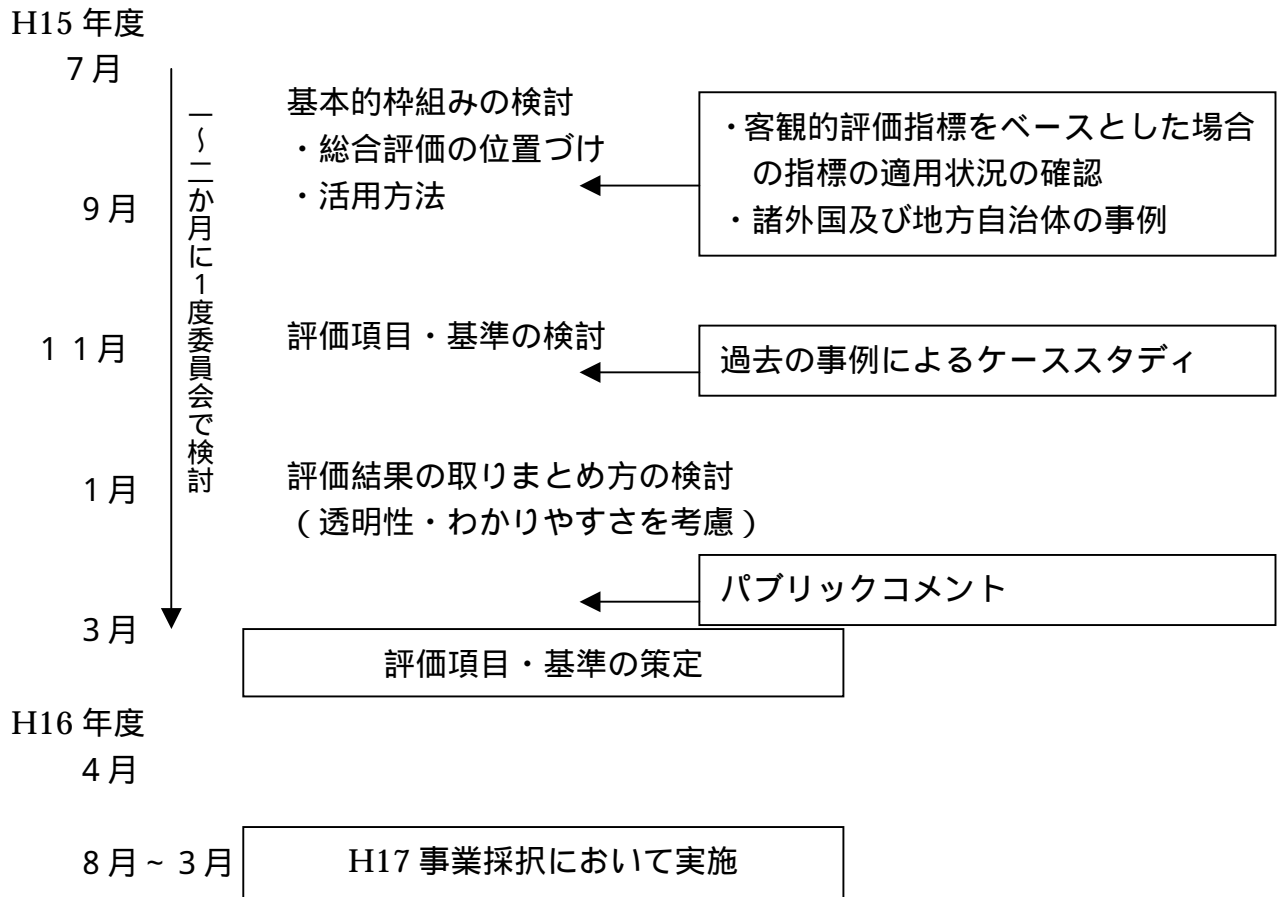 H15 年度
7月
一～二か月に1度委員会で検討
基本的枠組みの検討
・総合評価の位置づけ
・活用方法
・客観的評価指標をベースとした場合
の指標の適用状況の確認
・諸外国及び地方自治体の事例
9月
11月
評価項目・基準の検討
過去の事例によるケーススタディ
1月
評価結果の取りまとめ方の検討
（透明性・わかりやすさを考慮）
パブリックコメント
3月
評価項目・基準の策定
H16 年度
4月
8月～3月
H17 事業採択において実施